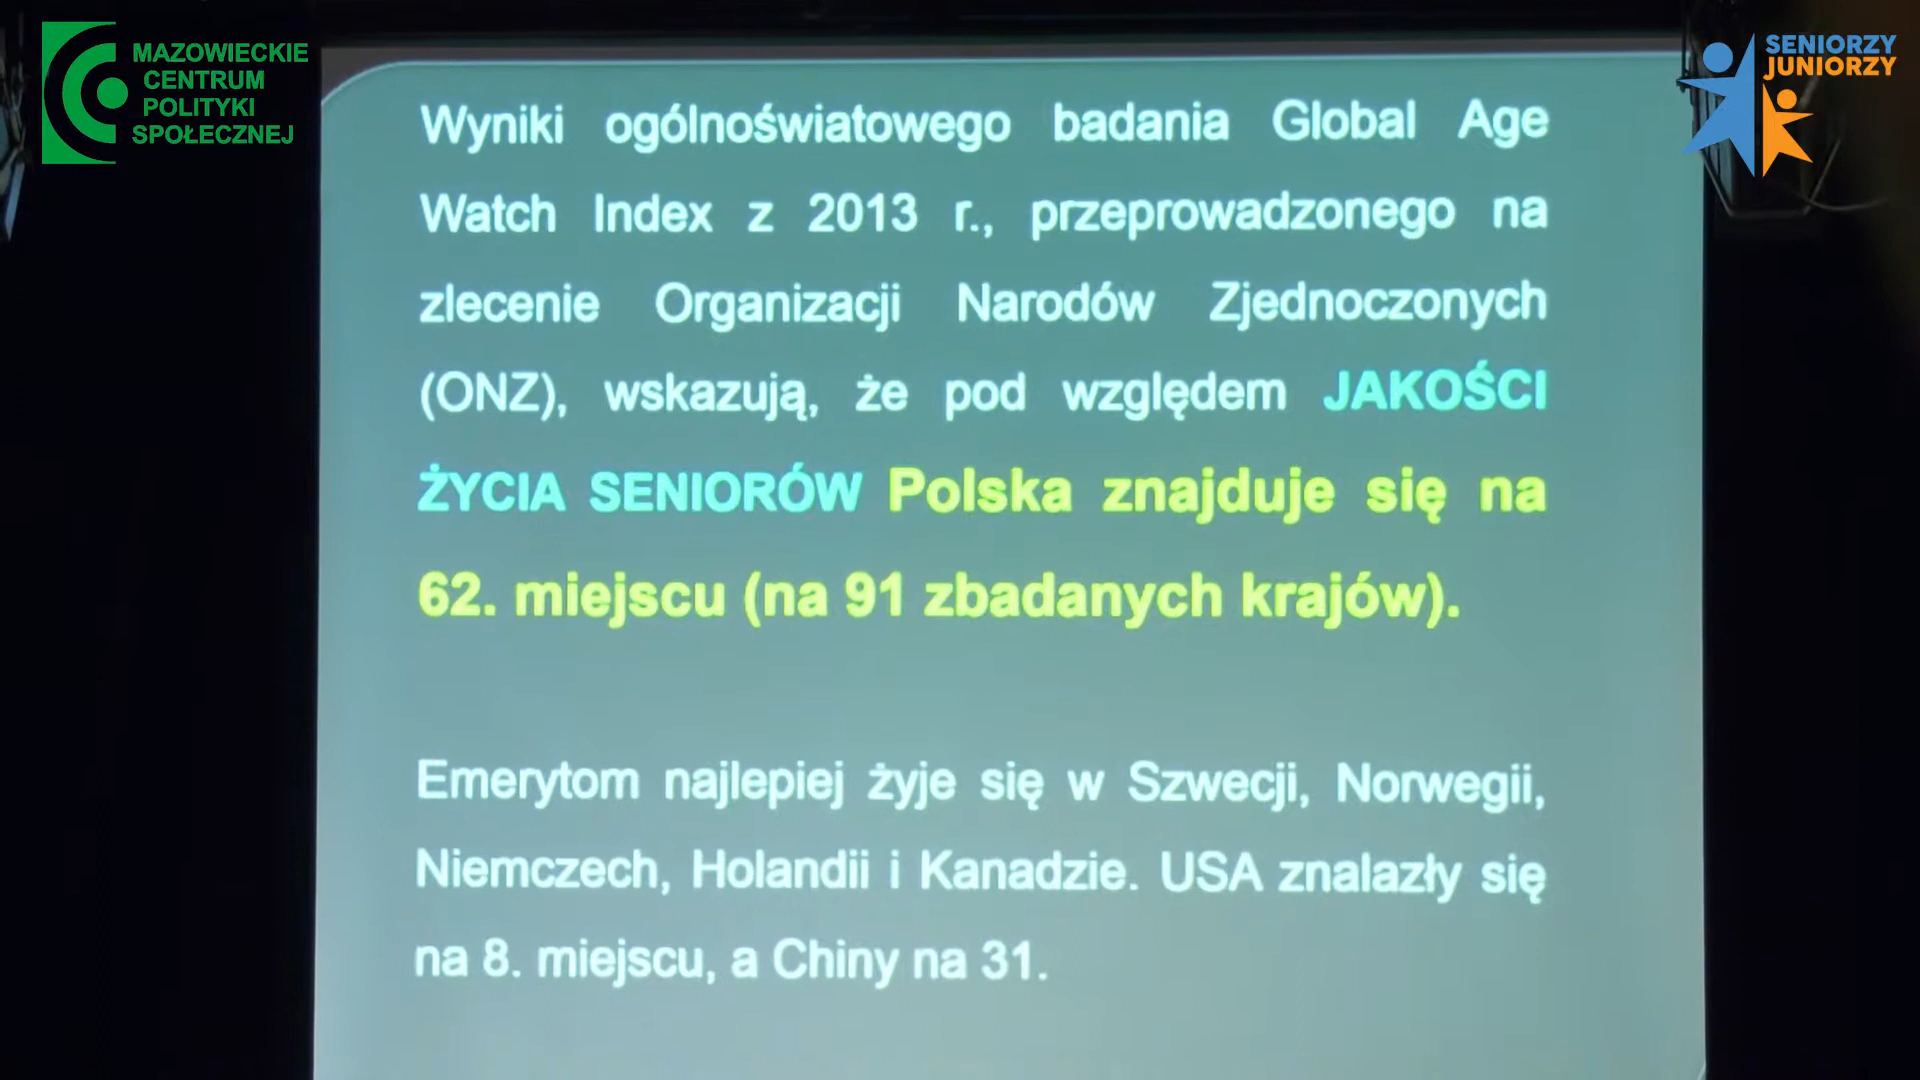 MAZOWIECKIE
CENTRUM
POLITYKI
SPOŁECZNEJ
SENIORZY
JUNIORZY
Wyniki ogólnoświatowego badania Global Age
Watch Index z 2013 r., przeprowadzonego na
zlecenie Organizacji Narodów Zjednoczonych
(ONZ), wskazują, że pod względem JAKOŚCI
ŻYCIA SENIORÓW Polska znajduje się na
62. miejscu (na 91 zbadanych krajów).
Emerytom najlepiej żyje się w Szwecji, Norwegii,
Niemczech, Holandii i Kanadzie. USA znalazły się
na 8. miejscu, a Chiny na 31.